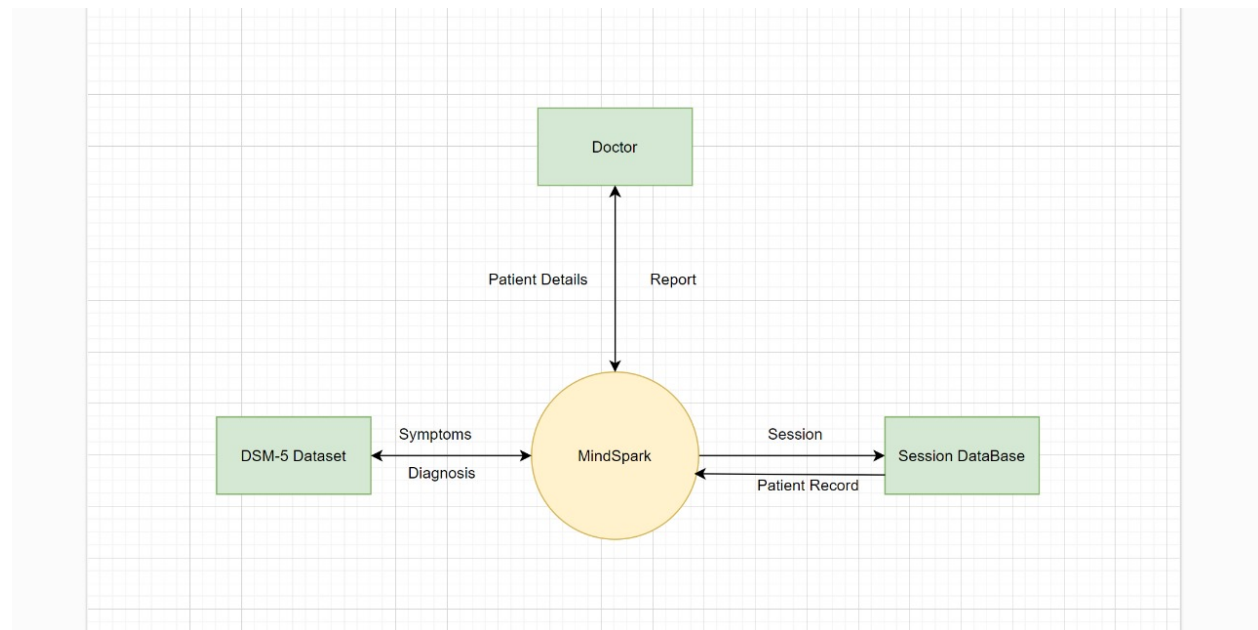 Doctor
Patient Details
Report
Symptoms
Diagnosis
DSM-5 Dataset
MindSpark
Session
Patient Record
Session DataBase